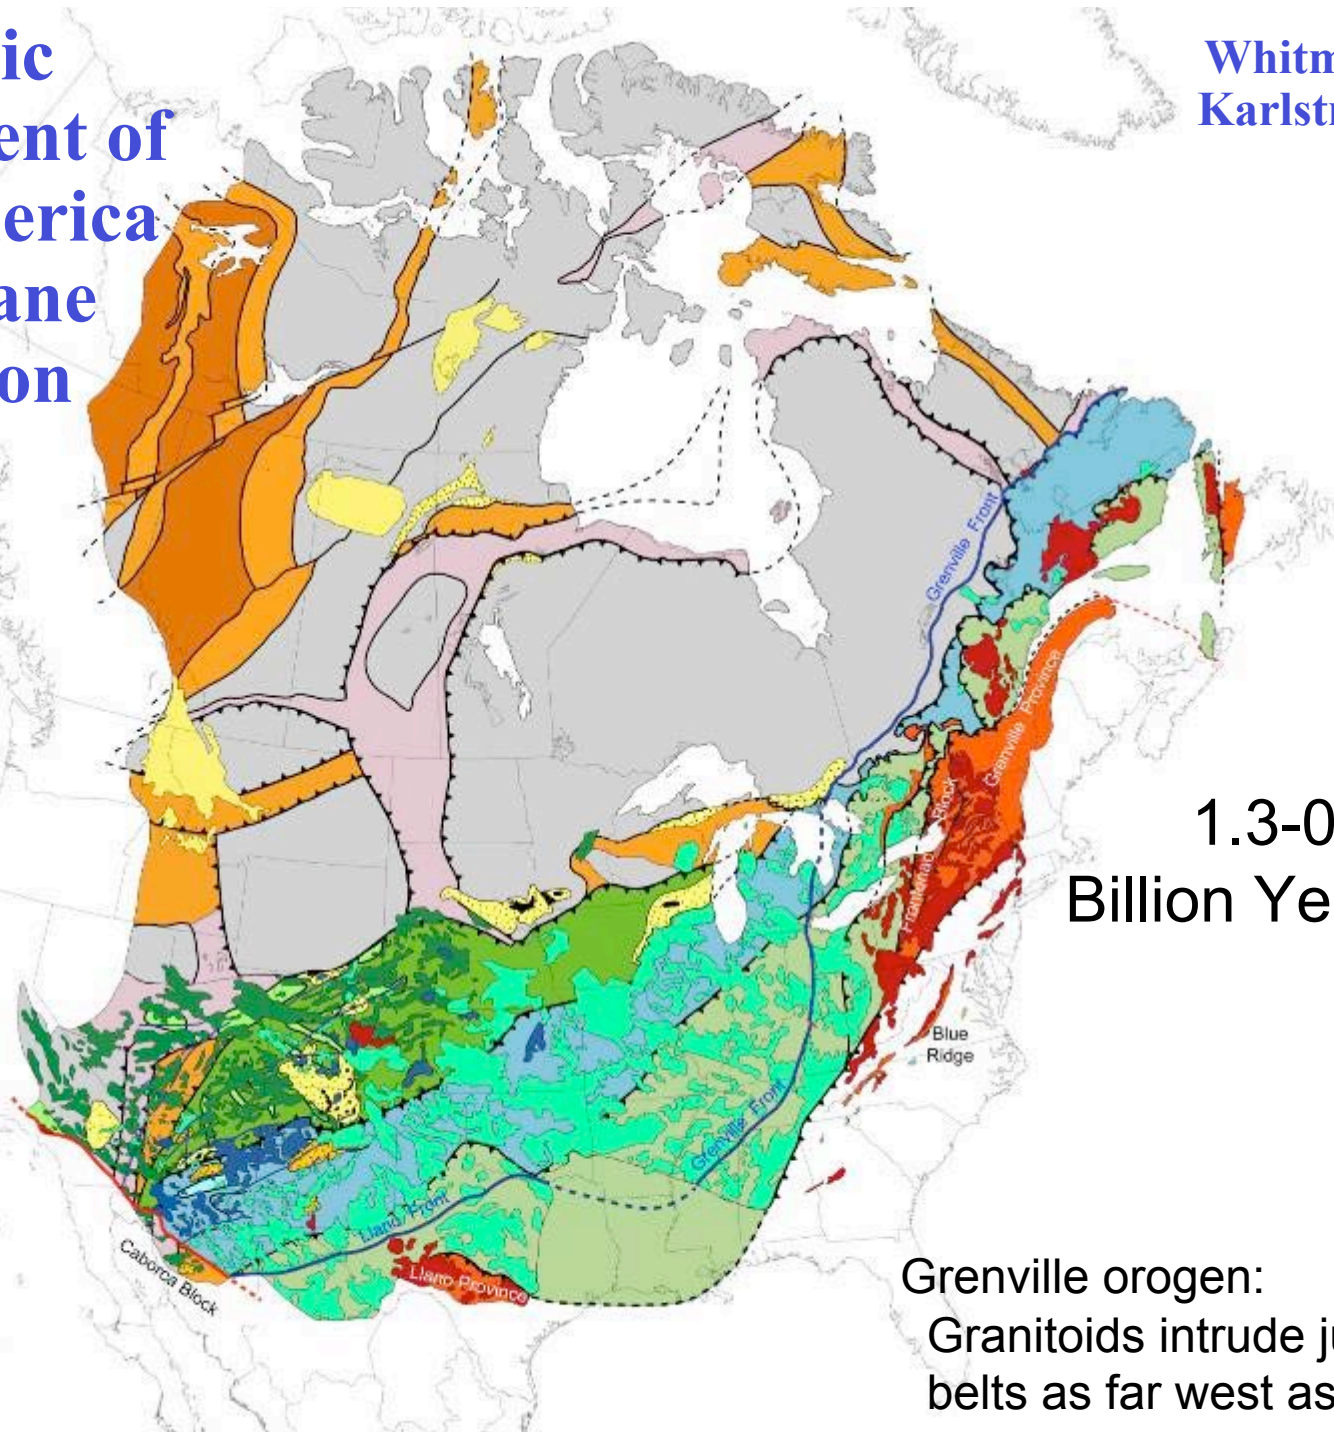 ic
ent of
erica
ane
on
Whitm
Karlstr
Grenville Front
Grenville Province
Frontenac Block
1.3-0
Billion Ye
Blue
Ridge
Grenville Front
Llano Front
Caborca Block
Llano Province
Grenville orogen:
Granitoids intrude ju
belts as far west as